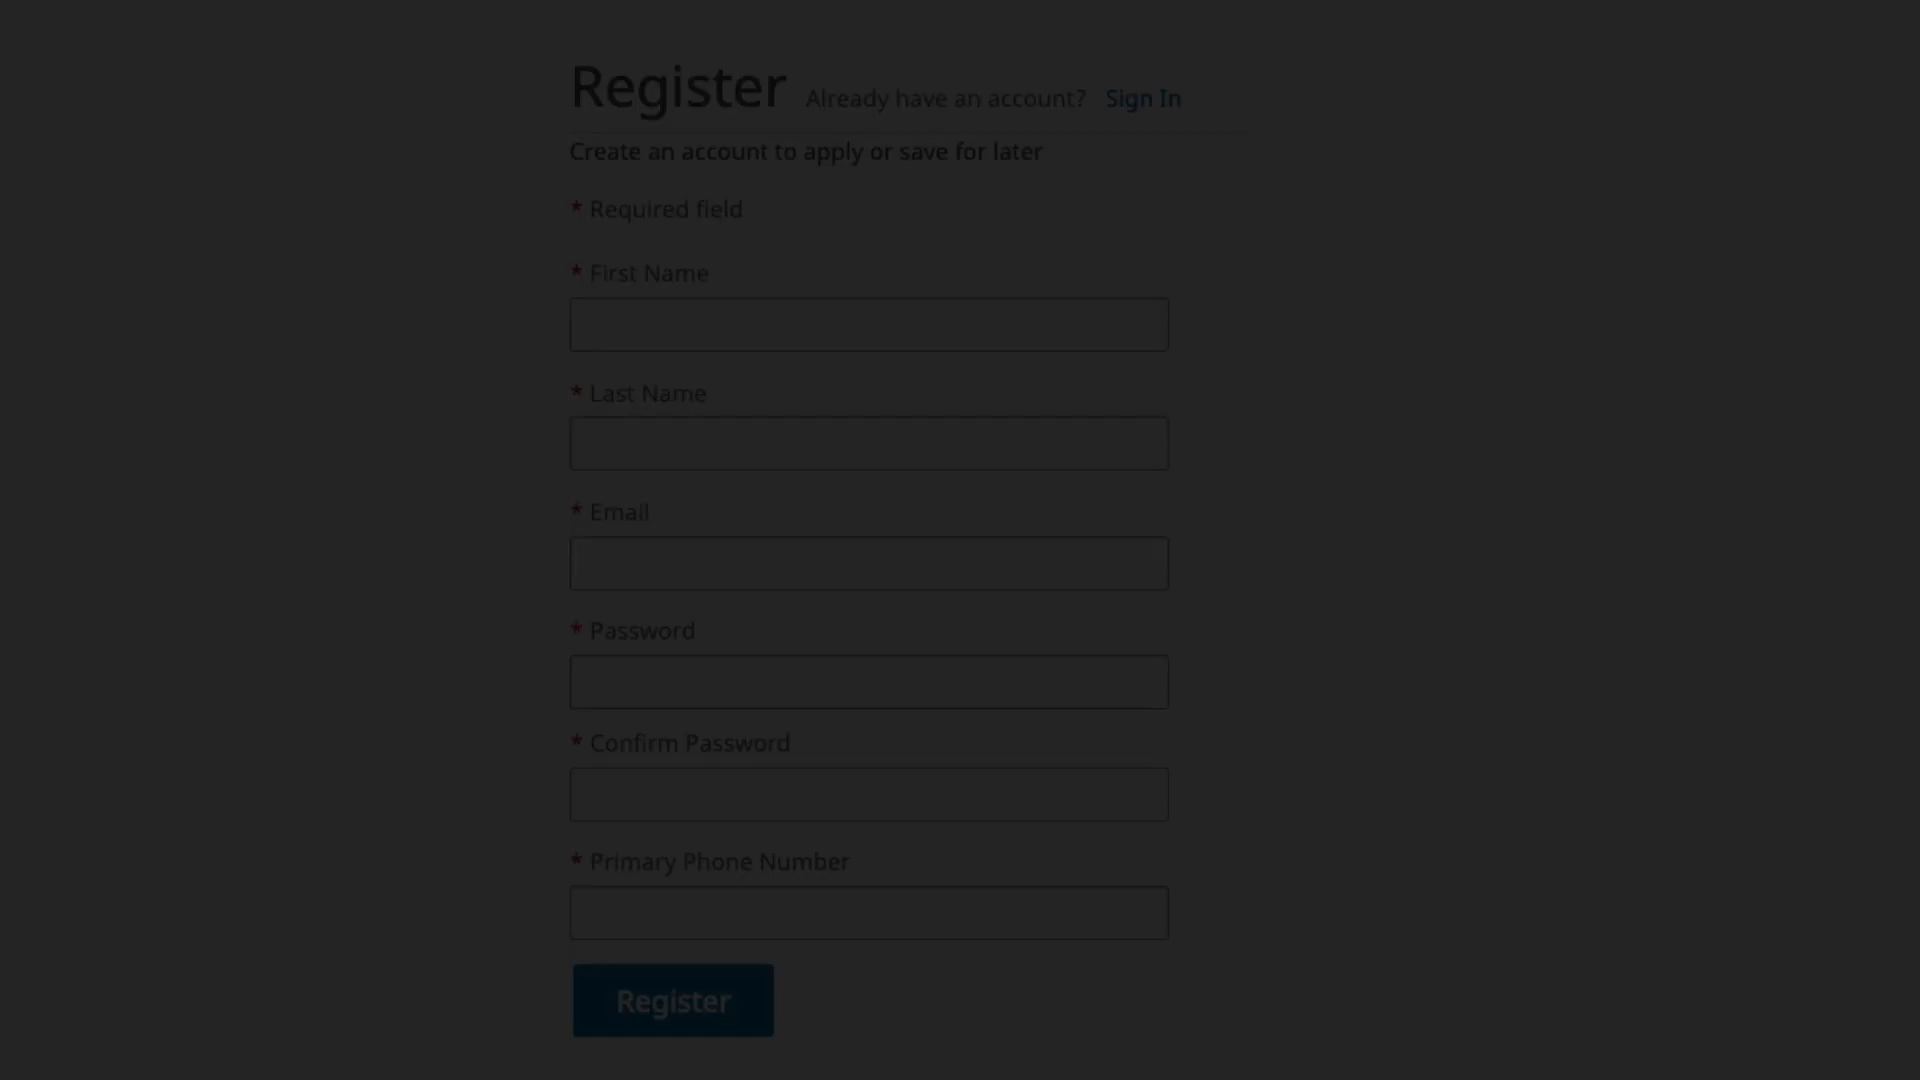 Register Already have an account? Sign In
Create an account to apply or save for later
* Required field
* First Name
* Last Name
* Email
* Password
* Confirm Password
* Primary Phone Number
Register